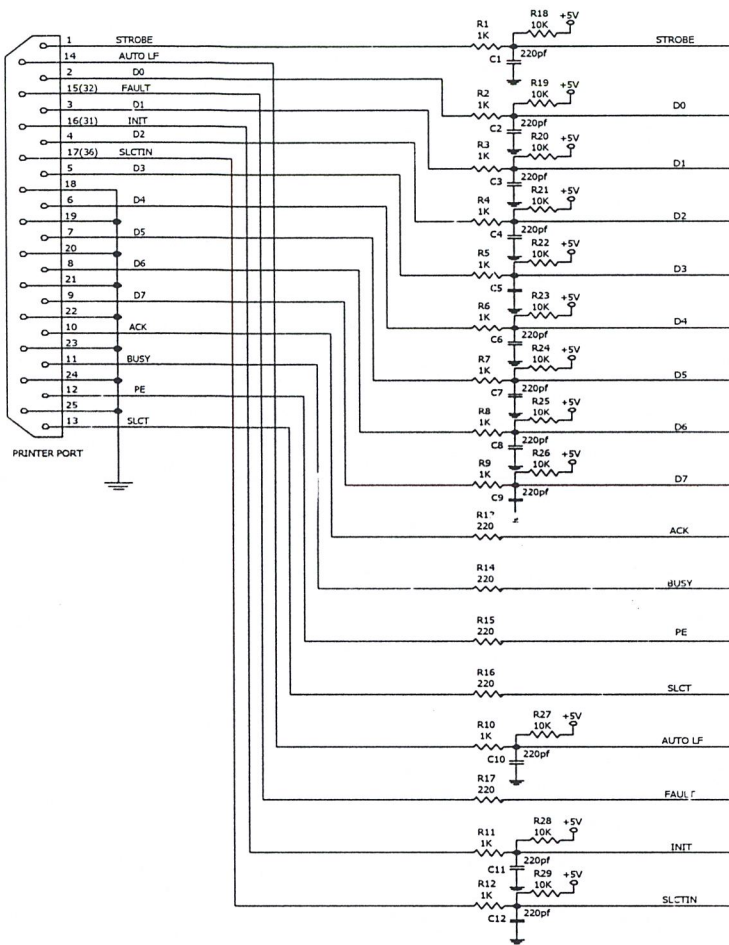 R18 +5V
R1 10K
1 STROBE 1K STROBE
14 AUTO LF C1 220pf
2 D0
15(32) FAULT R2 R19 +5V
1K 10K
3 D1 D0
16(31) INIT C2 220pf
4 D2 R3 R20 +5V
1K 10K
17(36) SLCTIN D1
5 D3 C3 220pf
18 R4 R21 +5V
1K 10K
6 D4 D2
19 C4 220pf
7 D5 R5 R22 +5V
1K 10K
20 D3
8 D6 C5 220pf
21 R6 R23 +5V
9 D7 1K 10K
22 D4
10 ACK C6 220pf
23 R7 R24 +5V
1K 10K
11 BUSY D5
24 C7 220pf
12 PE R8 R25 +5V
25 1K 10K
13 SLCT D6
C8 220pf
PRINTER PORT R9 R26 +5V
1K 10K
D7
C9 220pf
220 ACK
R14
220 BUSY
R15
220 PE
R16
220 SLCT
R10 R27 +5V
1K 10K
AUTO LF
C10 220pf
R17
220 FAULT
R11 R28 +5V
1K 10K
INIT
C11 220pf
R12 R29 +5V
1K 10K
SLCTIN
C12 220pf